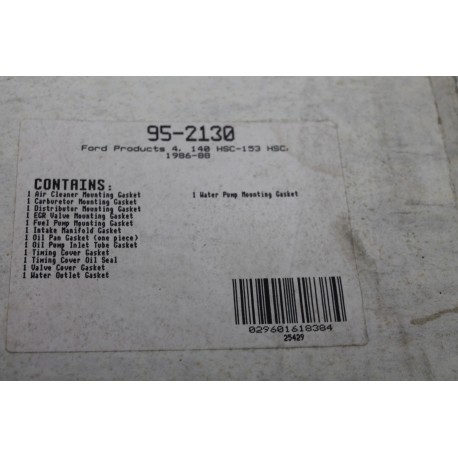 95-2130
Ford Products 4, 140 HSC-153 HSC,
1986-88
CONTAINS:
1 Air Cleaner Mounting Gasket
1 Carburetor Mounting Gasket
1 Distributor Mounting Gasket
1 EGR Valve Mounting Gasket
1 Fuel Pump Mounting Gasket
1 Intake Manifold Gasket
1 Oil Pan Gasket (one piece)
1 Oil Pump Inlet Tube Gasket
1 Timing Cover Gasket
1 Timing Cover Oil Seal
1 Valve Cover Gasket
1 Water Outlet Gasket
1 Water Pump Mounting Gasket
029601618384
25429